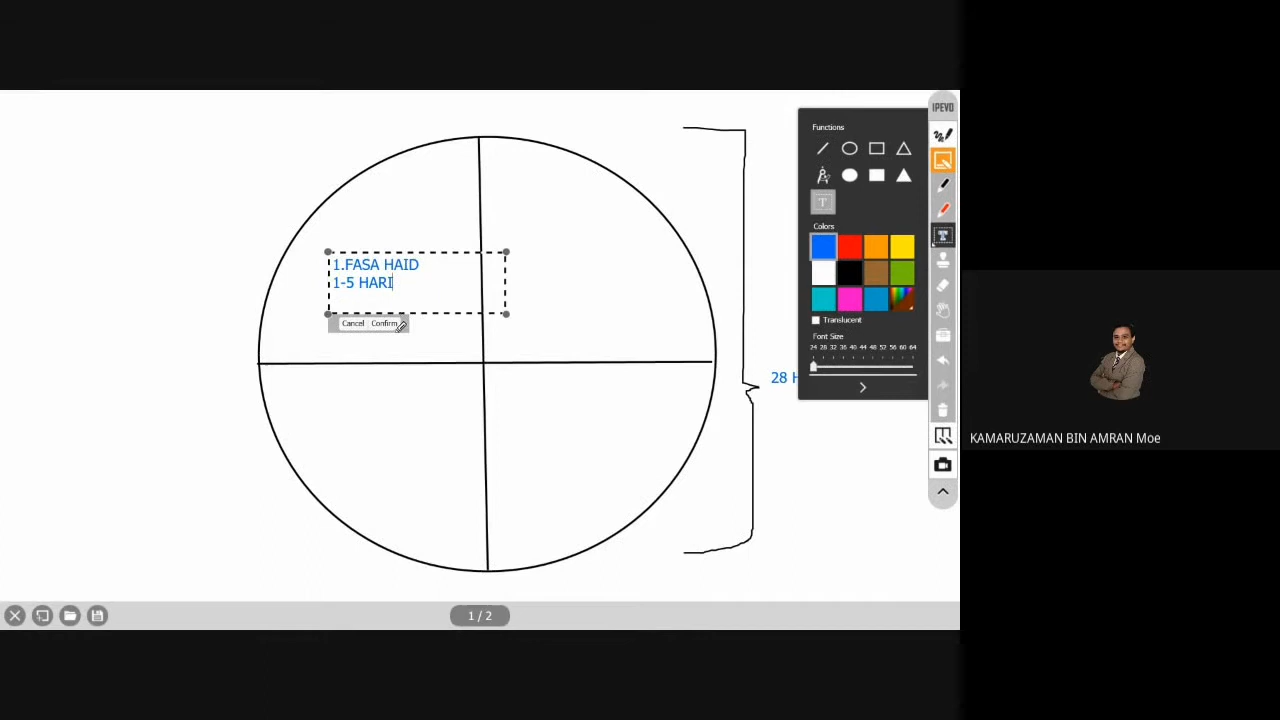 IPEVO
Functions
T
Colors
1.FASA HAID
1-5 HARI
Cancel Confirm
Translucent
Font Size
24 28 32 36 40 44 48 52 56 60 64
28 H
KAMARUZAMAN BIN AMRAN Moe
1 / 2